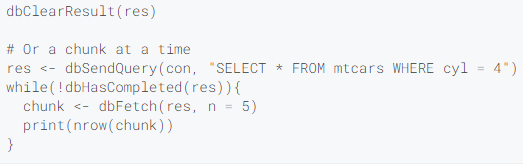 dbClearResult(res)
# Or a chunk at a time
res <- dbSendQuery(con, "SELECT * FROM mtcars WHERE cyl = 4")
while(!dbHasCompleted(res)){
  chunk <- dbFetch(res, n = 5)
  print(nrow(chunk))
}